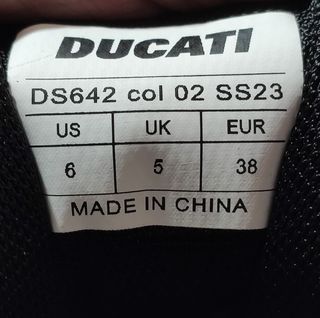 DUCATI
DS642 col 02 SS23
US UK EUR
6 5 38
MADE IN CHINA